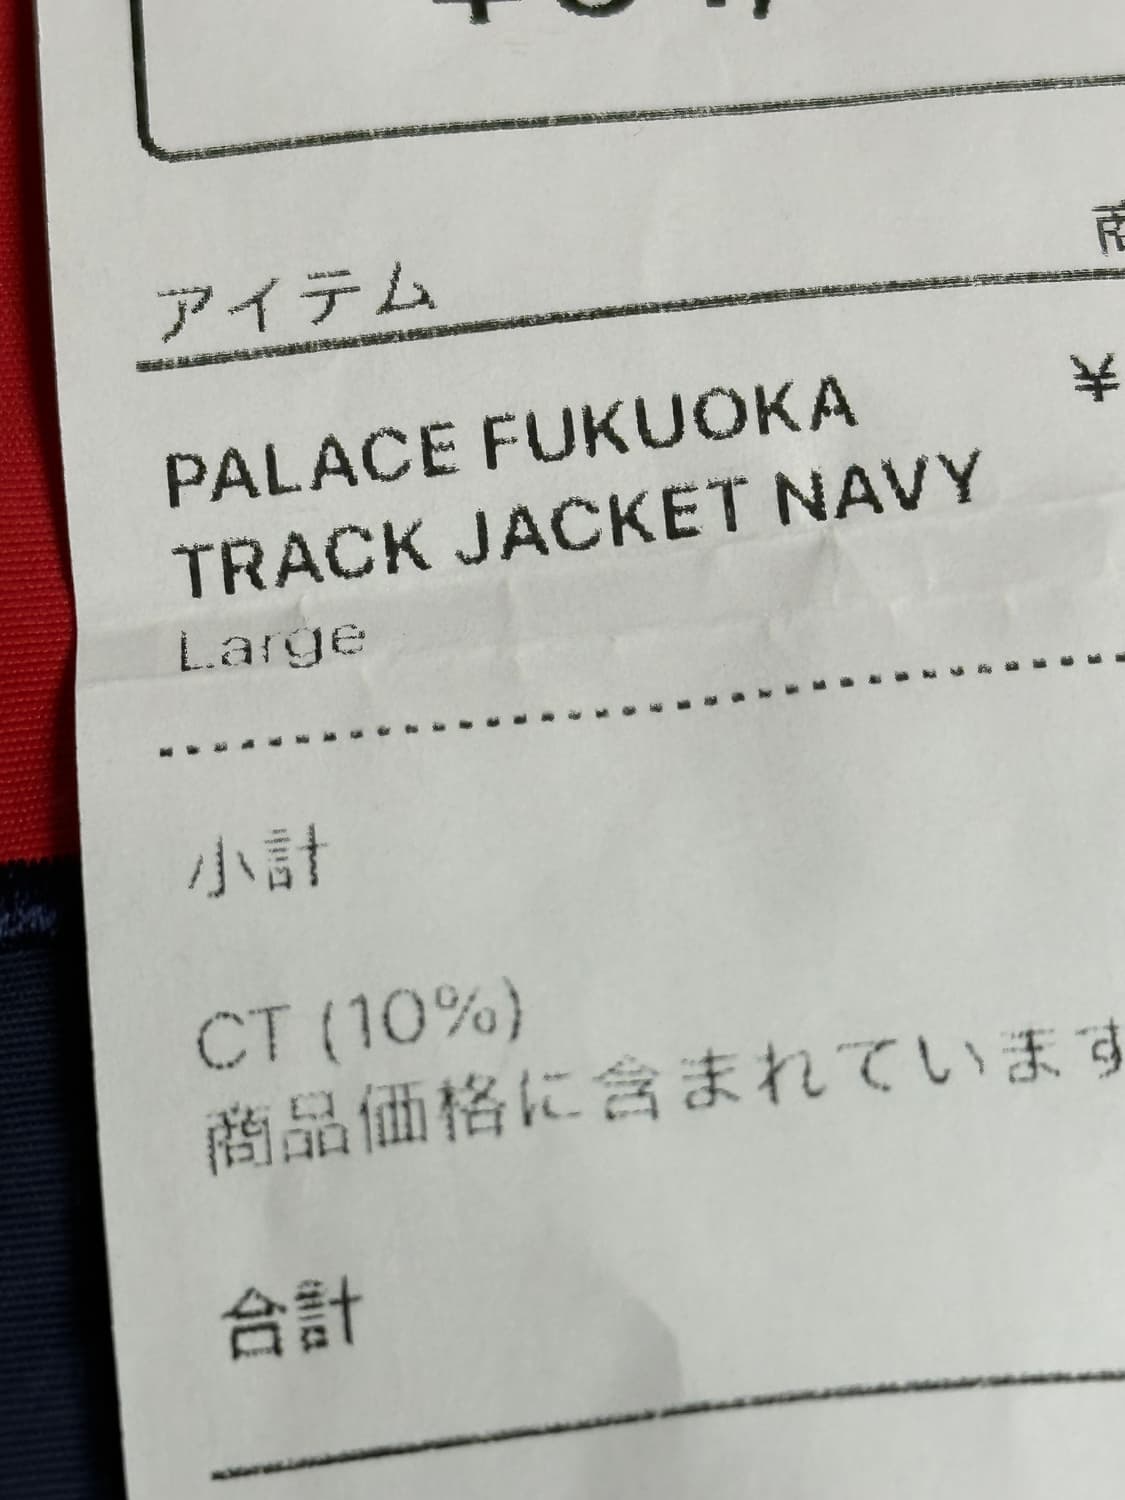 アイテム
¥
PALACE FUKUOKA
TRACK JACKET NAVY
Large
小計
CT (10%)
商品価格に含まれています
合計